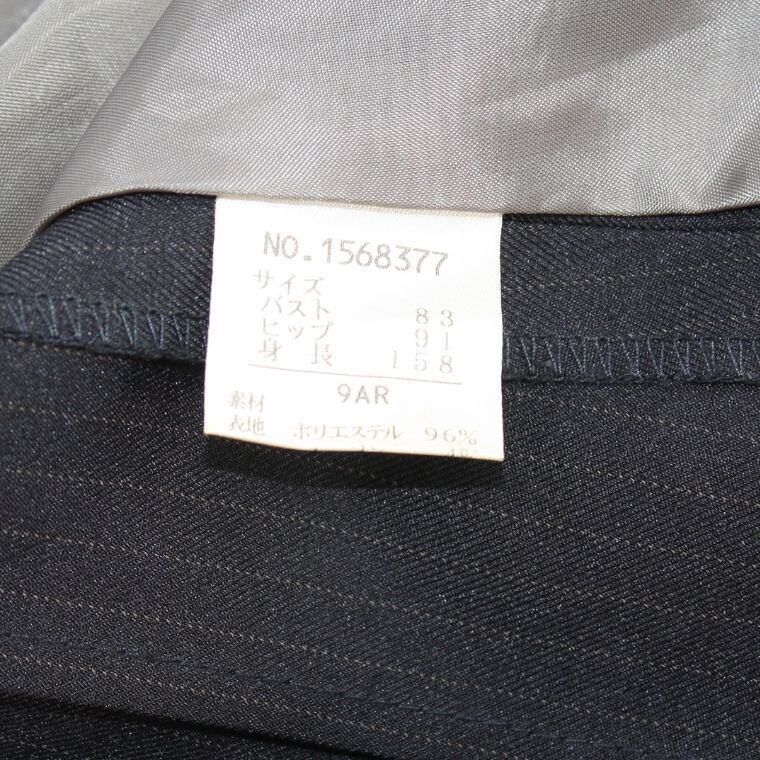 NO.1568377
サイズ
バスト 83
ヒップ 91
身長 158
9AR
素材
表地 ポリエステル 96%